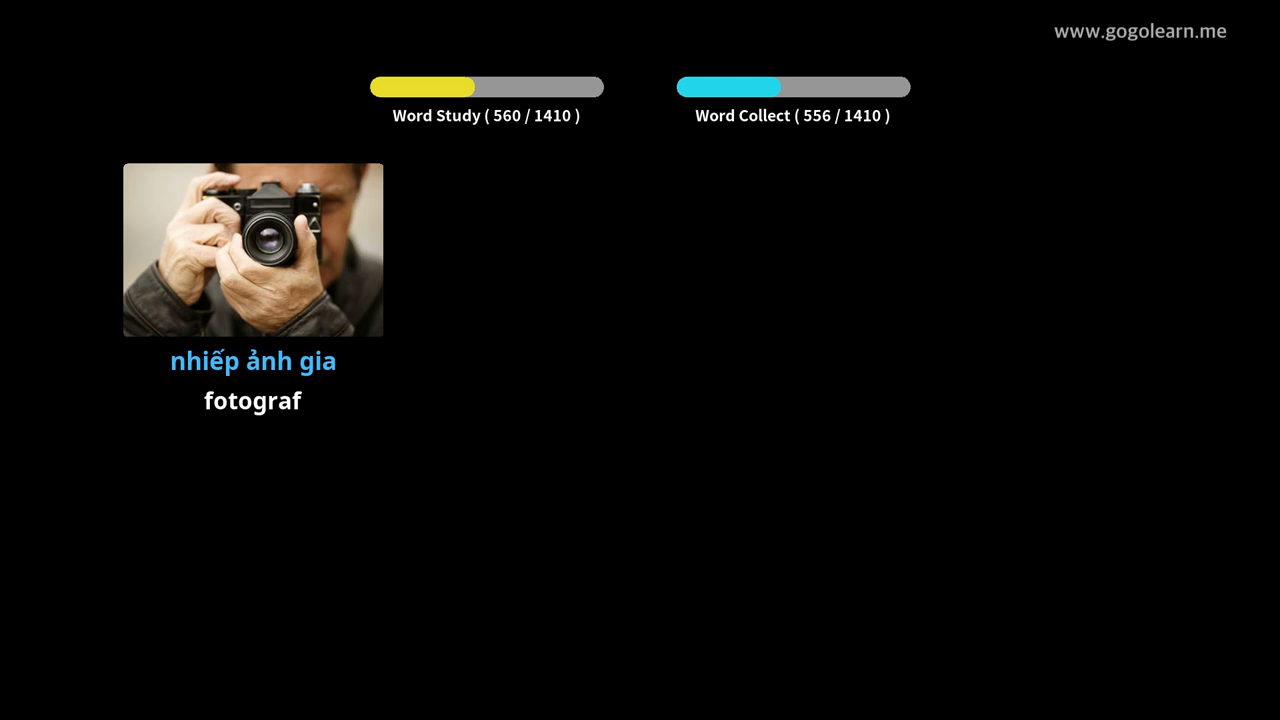 www.gogolearn.me
Word Study ( 560 / 1410 )
Word Collect ( 556 / 1410 )
nhiếp ảnh gia
fotograf